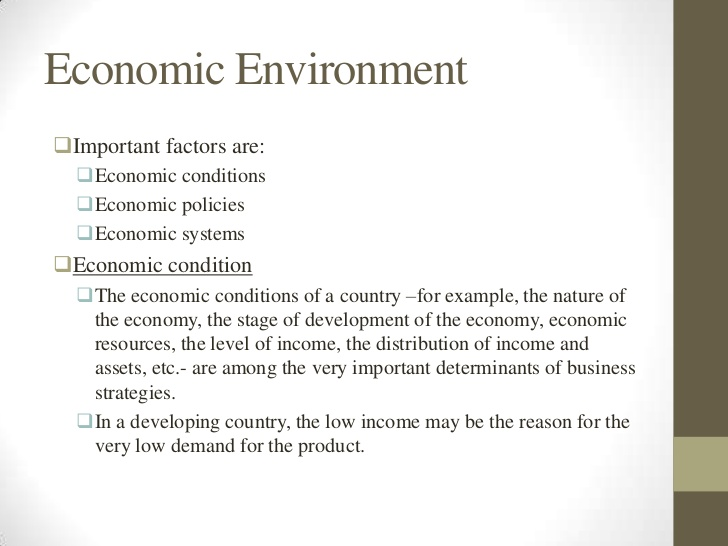 Economic Environment
❑Important factors are:
❑Economic conditions
❑Economic policies
❑Economic systems
❑Economic condition
❑The economic conditions of a country –for example, the nature of
the economy, the stage of development of the economy, economic
resources, the level of income, the distribution of income and
assets, etc.- are among the very important determinants of business
strategies.
❑In a developing country, the low income may be the reason for the
very low demand for the product.